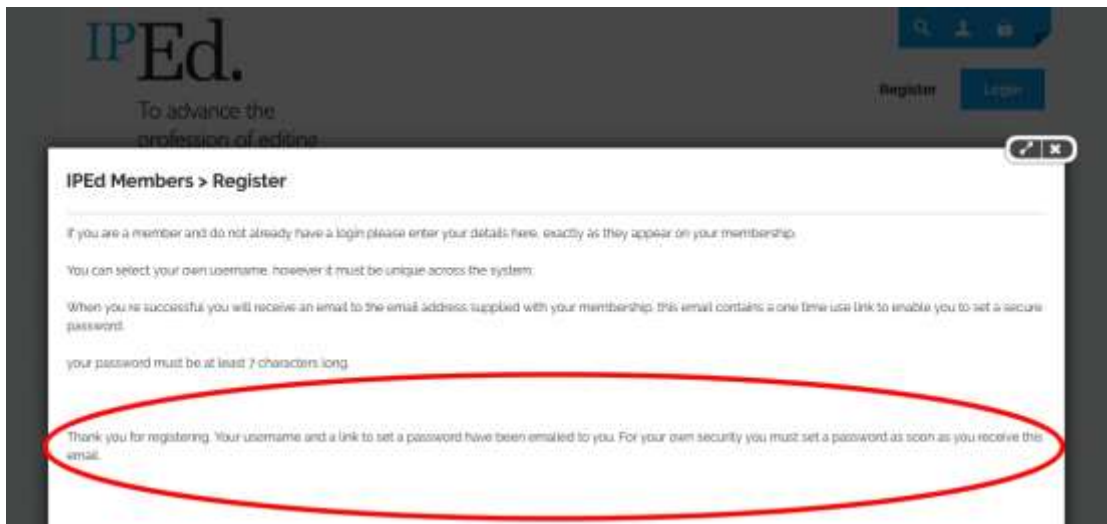 IPEd.
To advance the
profession of editing
Register
Login
IPEd Members > Register
If you are a member and do not already have a login please enter your details here, exactly as they appear on your membership.
You can select your own username, however it must be unique across the system.
When you're successful you will receive an email to the email address supplied with your membership, this email contains a one time use link to enable you to set a secure
password.
your password must be at least 7 characters long.
Thank you for registering. Your username and a link to set a password have been emailed to you. For your own security you must set a password as soon as you receive this
email.